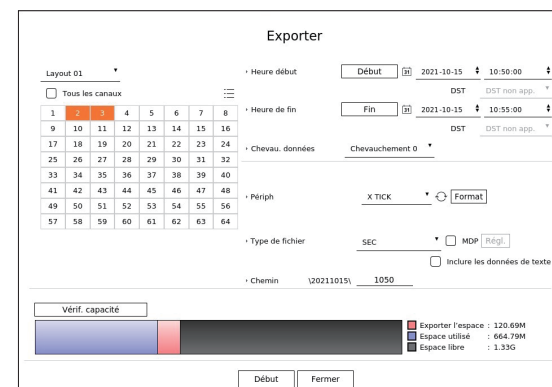 Exporter
Layout 01
Tous les canaux
1 2 3 4 5 6 7 8
9 10 11 12 13 14 15 16
17 18 19 20 21 22 23 24
25 26 27 28 29 30 31 32
33 34 35 36 37 38 39 40
41 42 43 44 45 46 47 48
49 50 51 52 53 54 55 56
57 58 59 60 61 62 63 64
Heure début Début 31 2021-10-15 10:50:00
DST DST non app.
Heure de fin Fin 31 2021-10-15 10:55:00
DST DST non app.
Chevau. données Chevauchement 0
Périph X TICK Format
Type de fichier SEC MDP Régl.
Inclure les données de texte
Chemin \20211015\ 1050
Vérif. capacité
Exporter l'espace : 120.69M
Espace utilisé : 664.79M
Espace libre : 1.33G
Début Fermer